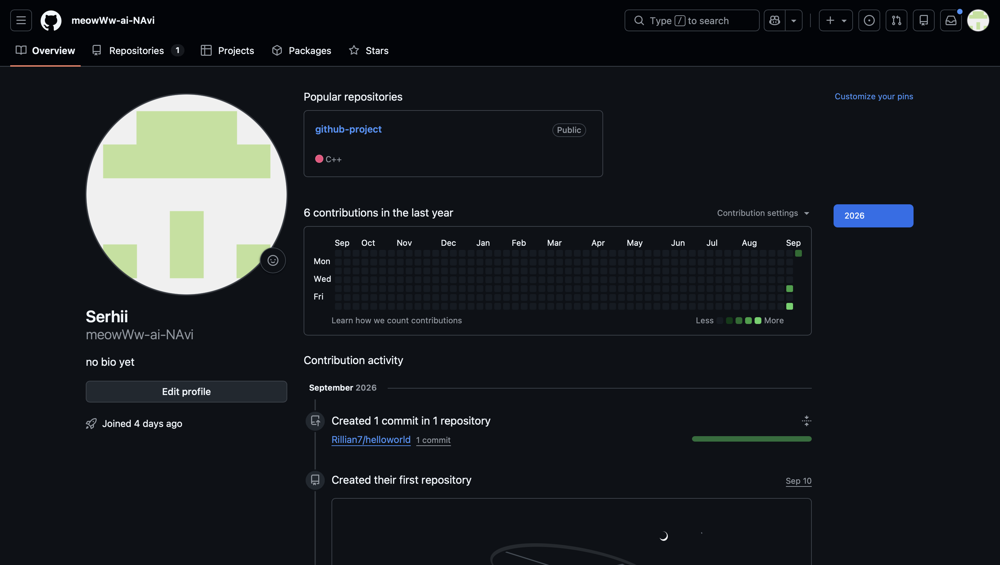 meowWw-ai-NAvi
Type / to search
Overview Repositories 1 Projects Packages Stars
Popular repositories
Customize your pins
github-project Public
C++
6 contributions in the last year
Contribution settings
2026
Sep Oct Nov Dec Jan Feb Mar Apr May Jun Jul Aug Sep
Mon
Wed
Fri
Learn how we count contributions
Less More
Serhii
meowWw-ai-NAvi
no bio yet
Edit profile
Joined 4 days ago
Contribution activity
September 2026
Created 1 commit in 1 repository
Rillian7/helloworld 1 commit
Created their first repository
Sep 10